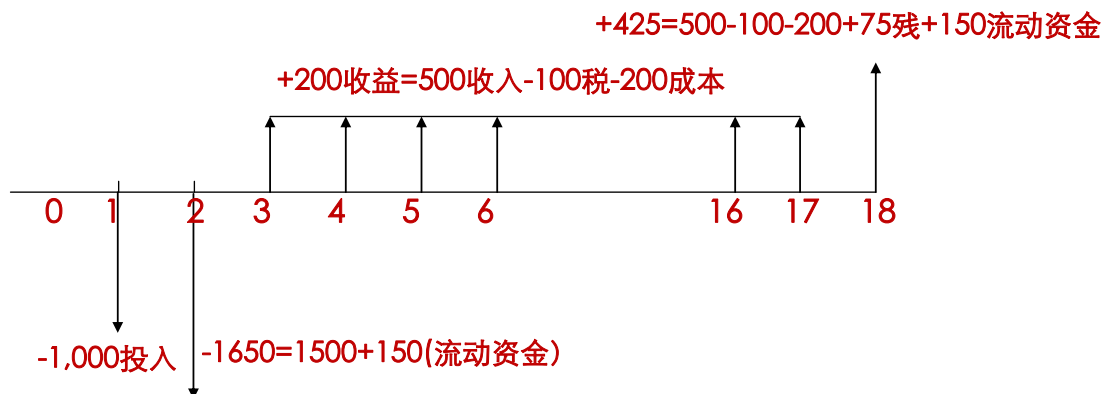 +425=500-100-200+75残+150流动资金
+200收益=500收入-100税-200成本
0 1 2 3 4 5 6 16 17 18
-1,000投入
-1650=1500+150(流动资金）